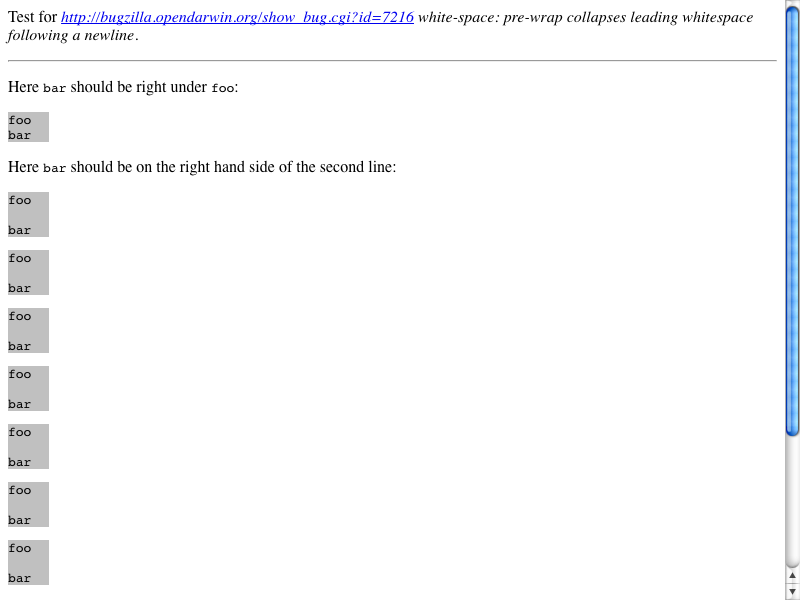 Test for http://bugzilla.opendarwin.org/show_bug.cgi?id=7216 white-space: pre-wrap collapses leading whitespace
following a newline.
Here bar should be right under foo:
foo
bar
Here bar should be on the right hand side of the second line:
foo
bar
foo
bar
foo
bar
foo
bar
foo
bar
foo
bar
foo
bar